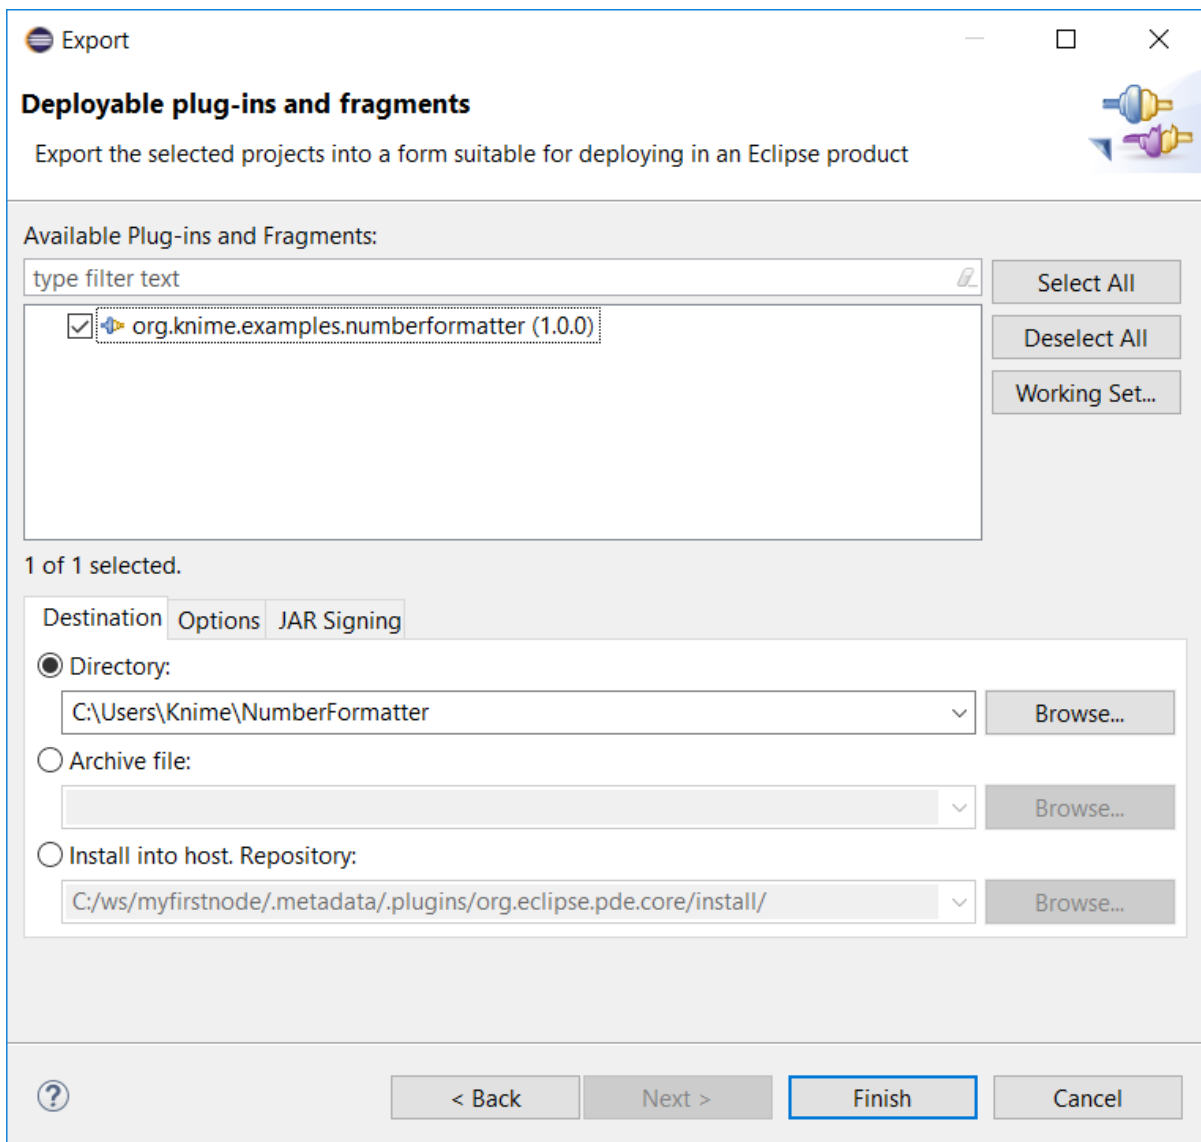 Export
Deployable plug-ins and fragments
Export the selected projects into a form suitable for deploying in an Eclipse product
Available Plug-ins and Fragments:
type filter text
Select All
org.knime.examples.numberformatter (1.0.0)
Deselect All
Working Set...
1 of 1 selected.
Destination Options JAR Signing
Directory:
C:\Users\Knime\NumberFormatter Browse...
Archive file:
Browse...
Install into host. Repository:
C:/ws/myfirstnode/.metadata/.plugins/org.eclipse.pde.core/install/ Browse...
? < Back Next > Finish Cancel